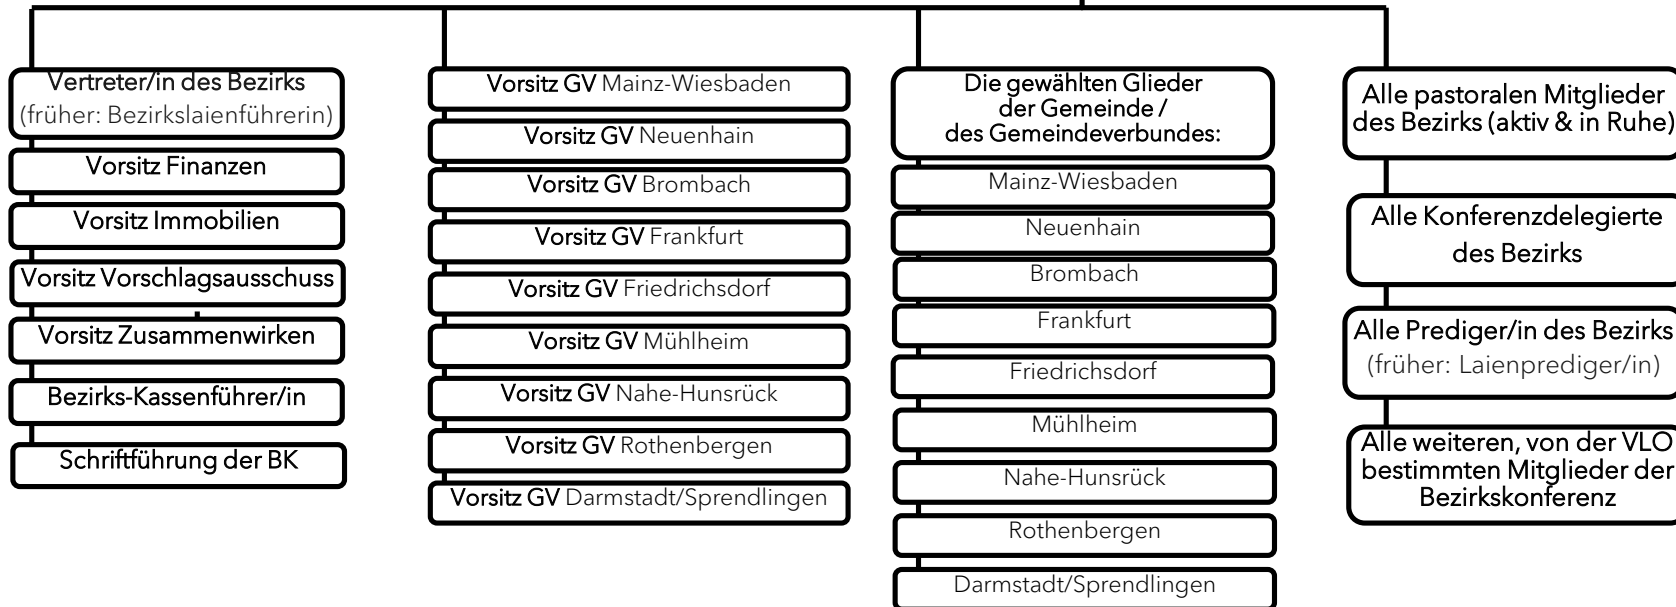 Vertreter/in des Bezirks
(früher: Bezirkslaienführerin)
Vorsitz Finanzen
Vorsitz Immobilien
Vorsitz Vorschlagsausschuss
Vorsitz Zusammenwirken
Bezirks-Kassenführer/in
Schriftführung der BK
Vorsitz GV Mainz-Wiesbaden
Vorsitz GV Neuenhain
Vorsitz GV Brombach
Vorsitz GV Frankfurt
Vorsitz GV Friedrichsdorf
Vorsitz GV Mühlheim
Vorsitz GV Nahe-Hunsrück
Vorsitz GV Rothenbergen
Vorsitz GV Darmstadt/Sprendlingen
Die gewählten Glieder
der Gemeinde /
des Gemeindeverbundes:
Mainz-Wiesbaden
Neuenhain
Brombach
Frankfurt
Friedrichsdorf
Mühlheim
Nahe-Hunsrück
Rothenbergen
Darmstadt/Sprendlingen
Alle pastoralen Mitglieder
des Bezirks (aktiv & in Ruhe)
Alle Konferenzdelegierte
des Bezirks
Alle Prediger/in des Bezirks
(früher: Laienprediger/in)
Alle weiteren, von der VLO
bestimmten Mitglieder der
Bezirkskonferenz